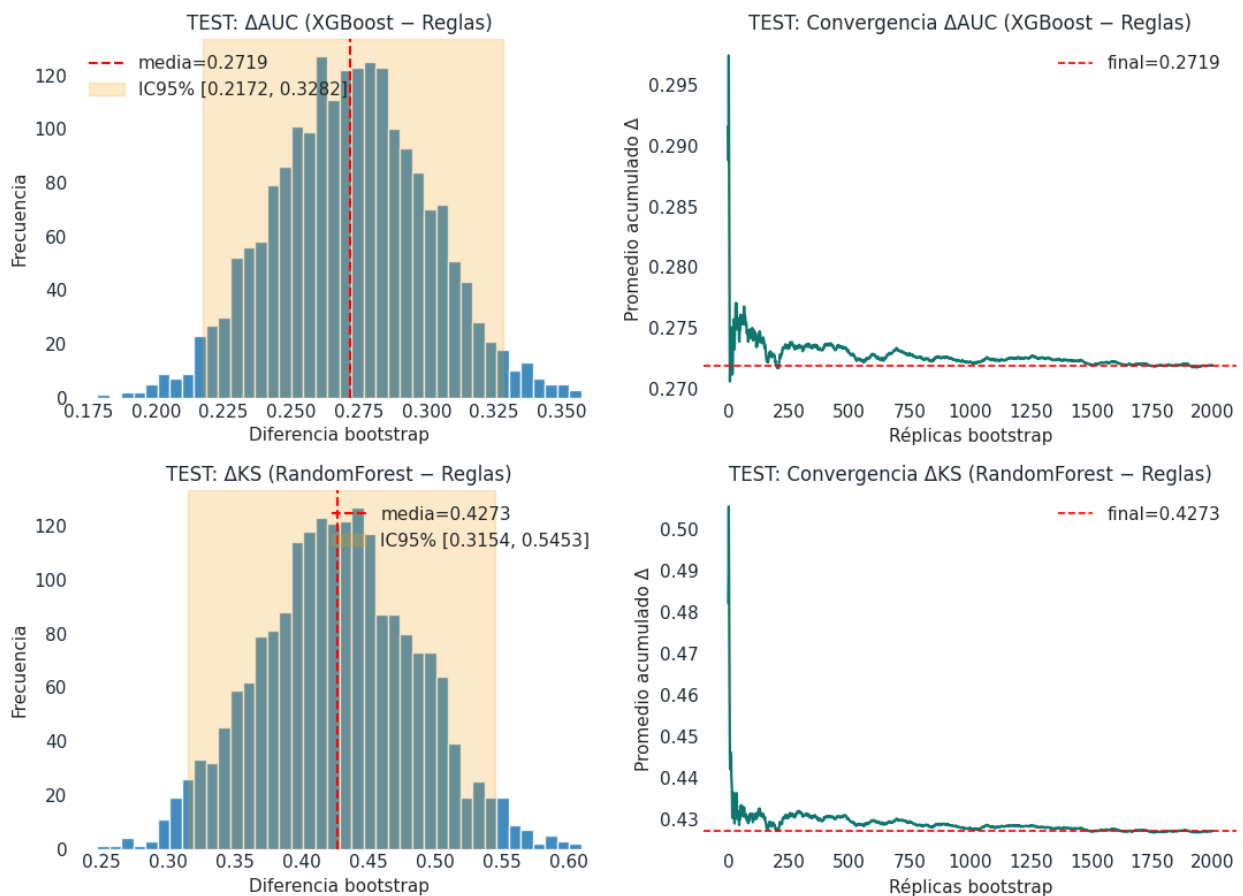 TEST: ΔAUC (XGBoost − Reglas)
media=0.2719
IC95% [0.2172, 0.3282]
Frecuencia
120
100
80
60
40
20
0
0.175 0.200 0.225 0.250 0.275 0.300 0.325 0.350
Diferencia bootstrap
TEST: Convergencia ΔAUC (XGBoost − Reglas)
final=0.2719
Promedio acumulado Δ
0.295
0.290
0.285
0.280
0.275
0.270
0 250 500 750 1000 1250 1500 1750 2000
Réplicas bootstrap
TEST: ΔKS (RandomForest − Reglas)
media=0.4273
IC95% [0.3154, 0.5453]
Frecuencia
120
100
80
60
40
20
0
0.25 0.30 0.35 0.40 0.45 0.50 0.55 0.60
Diferencia bootstrap
TEST: Convergencia ΔKS (RandomForest − Reglas)
final=0.4273
Promedio acumulado Δ
0.50
0.49
0.48
0.47
0.46
0.45
0.44
0.43
0 250 500 750 1000 1250 1500 1750 2000
Réplicas bootstrap